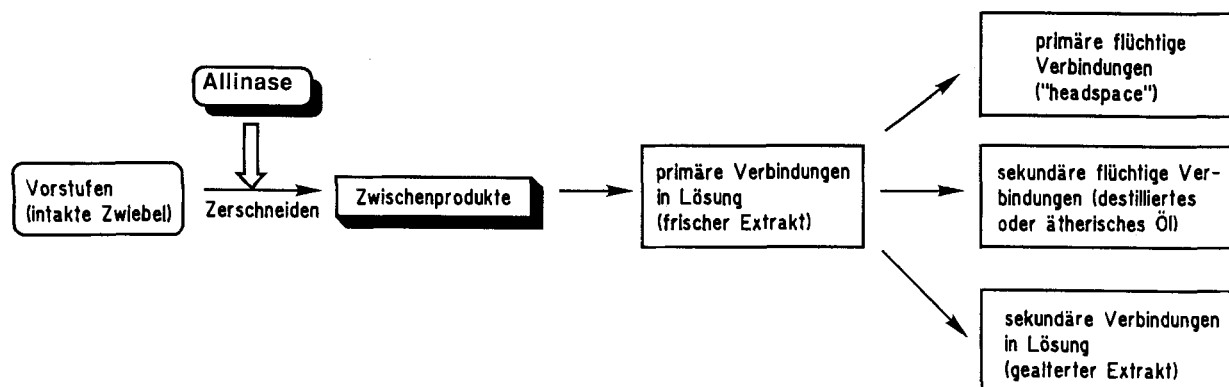 Allinase
Vorstufen
(intakte Zwiebel)
Zerschneiden
Zwischenprodukte
primäre Verbindungen
in Lösung
(frischer Extrakt)
primäre flüchtige
Verbindungen
("headspace")
sekundäre flüchtige Ver-
bindungen (destilliertes
oder ätherisches Öl)
sekundäre Verbindungen
in Lösung
(gealterter Extrakt)